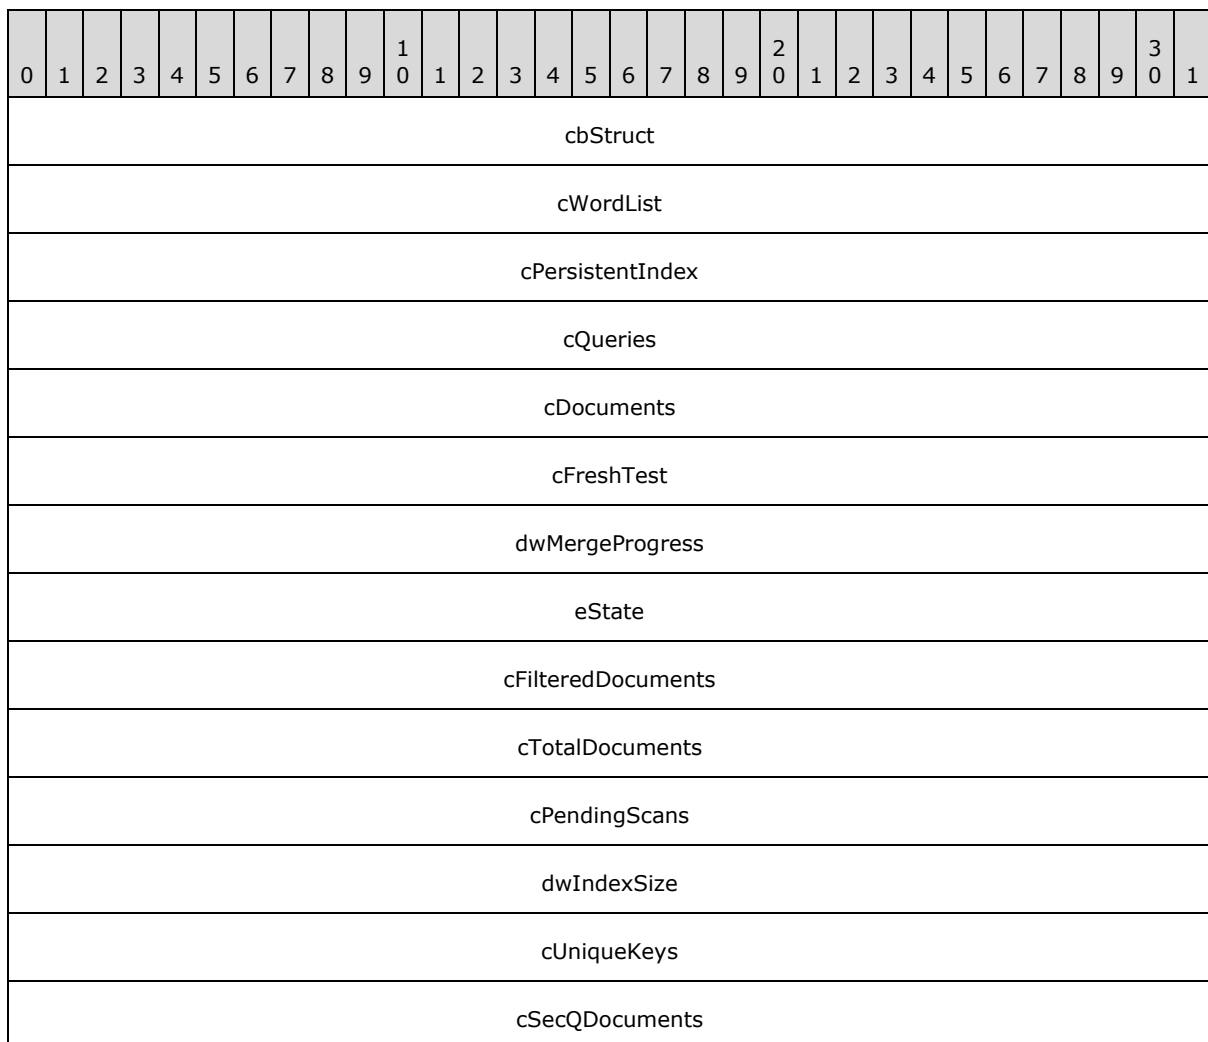 1 2 3
0 1 2 3 4 5 6 7 8 9 0 1 2 3 4 5 6 7 8 9 0 1 2 3 4 5 6 7 8 9 0 1
cbStruct
cWordList
cPersistentIndex
cQueries
cDocuments
cFreshTest
dwMergeProgress
eState
cFilteredDocuments
cTotalDocuments
cPendingScans
dwIndexSize
cUniqueKeys
cSecQDocuments